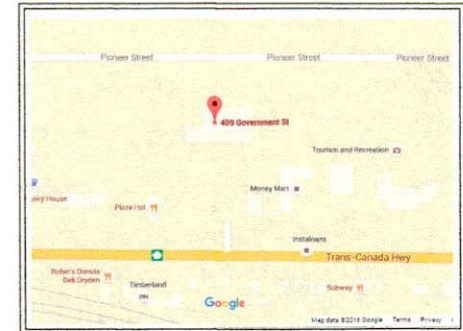 Pioneer Street Pioneer Street Pioneer Street
409 Government St
Tourism and Recreation
Money Mart
Pizza Hut
Instaloans
Trans-Canada Hwy
Robin's Donuts
Deli Dryden
Timberland
Subway
Google
Map data ©2016 Google Terms Privacy